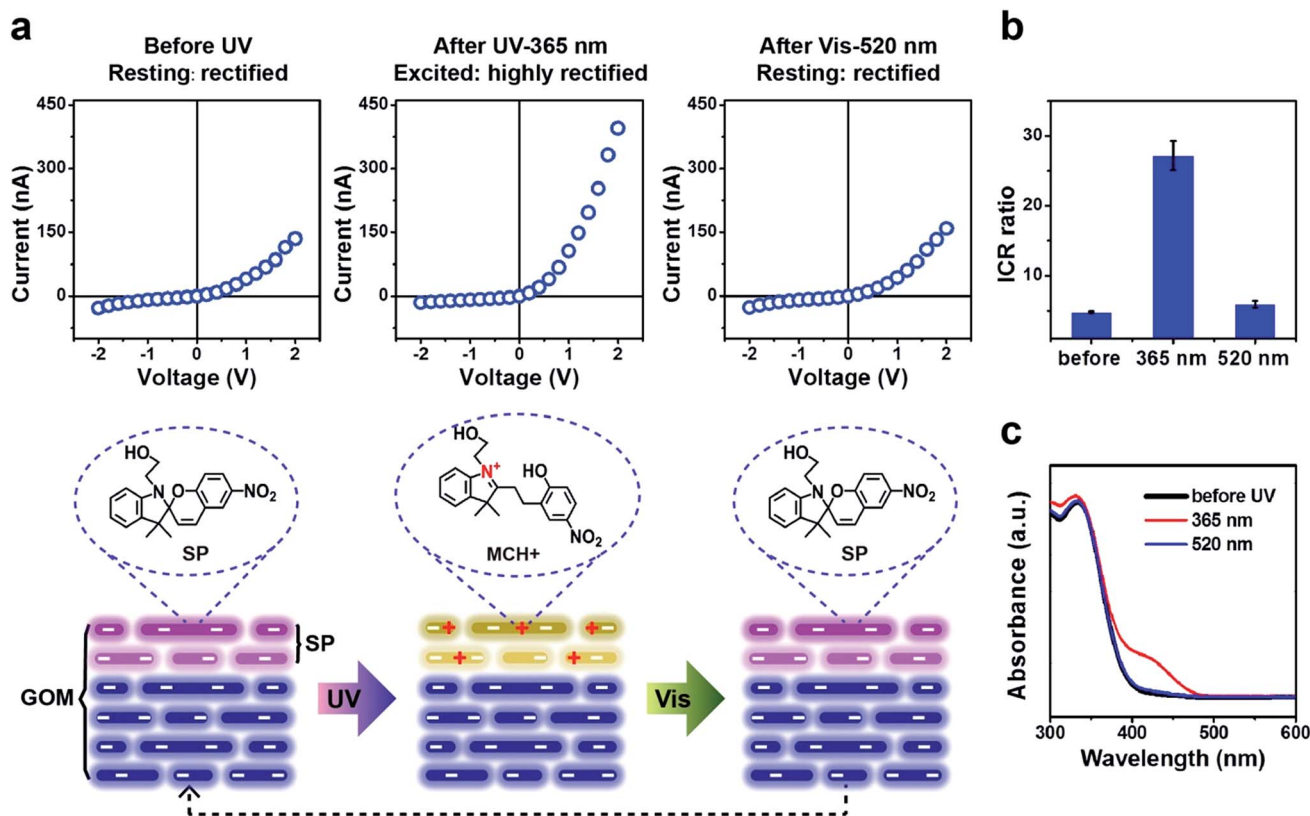 a
Before UV
Resting: rectified
After UV-365 nm
Excited: highly rectified
After Vis-520 nm
Resting: rectified
450
300
150
0
Current (nA)
-2 -1 0 1 2
Voltage (V)
450
300
150
0
Current (nA)
-2 -1 0 1 2
Voltage (V)
450
300
150
0
Current (nA)
-2 -1 0 1 2
Voltage (V)
b
30
20
10
ICR ratio
before 365 nm 520 nm
HO
N O
NO2
SP
HO
N+
HO
NO2
MCH+
HO
N O
NO2
SP
GOM
SP
UV
Vis
c
before UV
365 nm
520 nm
Absorbance (a.u.)
300 400 500 600
Wavelength (nm)